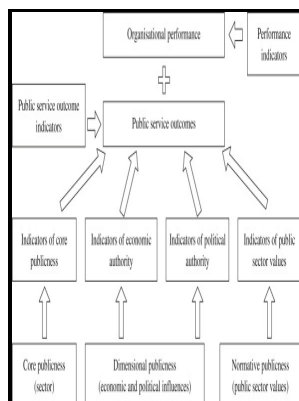 Organisational performance
Performance
indicators
Public service outcome
indicators
Public service outcomes
Indicators of core
publicness
Indicators of economic
authority
Indicators of political
authority
Indicators of public
sector values
Core publicness
(sector)
Dimensional publicness
(economic and political influences)
Normative publicness
(public sector values)